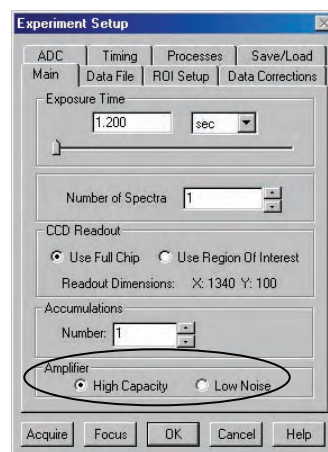 Experiment Setup
ADC Timing Processes Save/Load
Main Data File ROI Setup Data Corrections
Exposure Time
1.200 sec
Number of Spectra 1
CCD Readout
Use Full Chip Use Region Of Interest
Readout Dimensions: X: 1340 Y: 100
Accumulations
Number: 1
Amplifier
High Capacity Low Noise
Acquire Focus OK Cancel Help